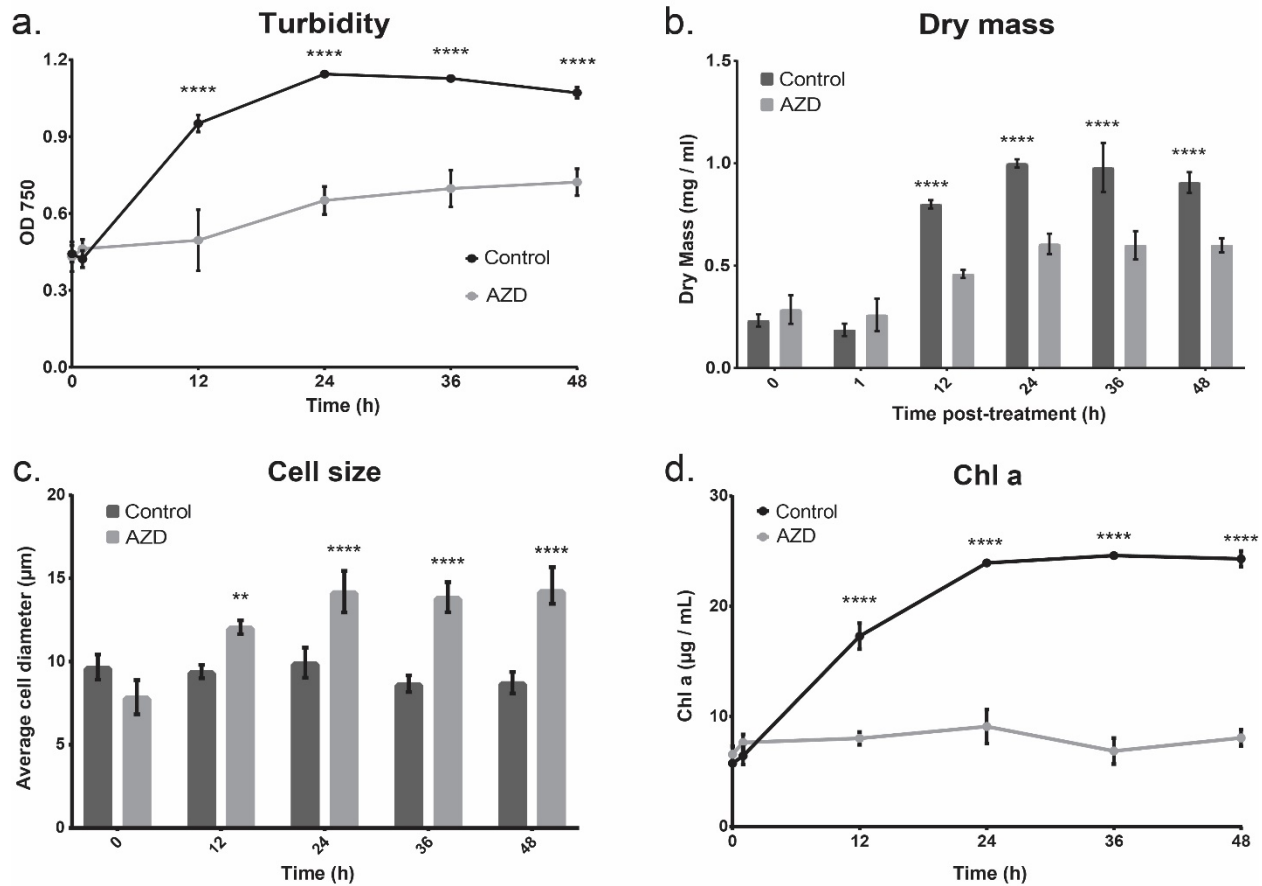 a.
Turbidity
1.2
0.9
0.6
0.3
0.0
OD 750
****
****
****
****
Control
AZD
0
12
24
36
48
Time (h)
b.
Dry mass
1.5
1.0
0.5
0.0
Dry Mass (mg / ml)
Control
AZD
****
****
****
****
0
1
12
24
36
48
Time post-treatment (h)
c.
Cell size
20
15
10
5
0
Average cell diameter (µm)
Control
AZD
**
****
****
****
0
12
24
36
48
Time (h)
d.
Chl a
30
20
10
0
Chl a (µg / mL)
Control
AZD
****
****
****
****
0
12
24
36
48
Time (h)